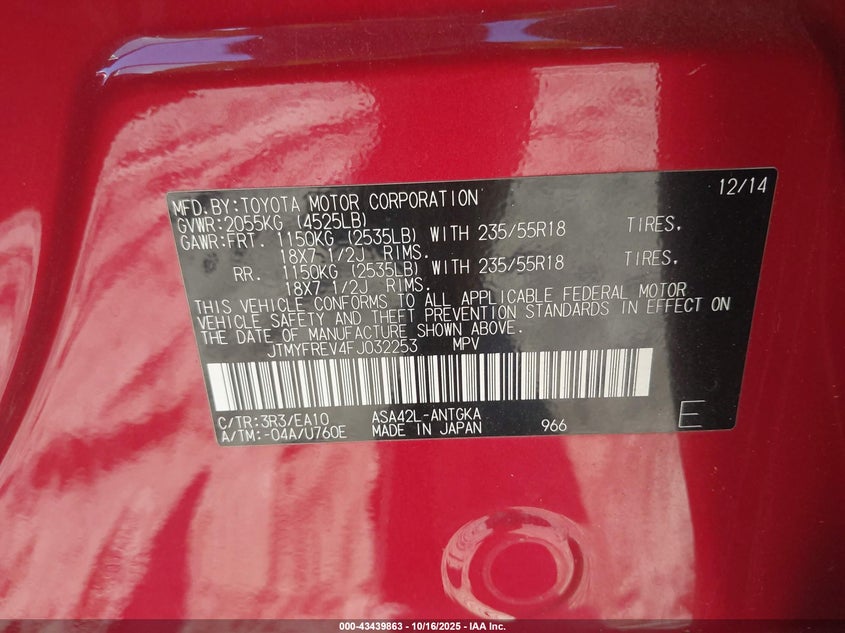 MFD.BY:TOYOTA MOTOR CORPORATION 12/14
GVWR:2055KG (4525LB)
GAWR:FRT. 1150KG (2535LB) WITH 235/55R18 TIRES,
18X7 1/2J RIMS.
RR. 1150KG (2535LB) WITH 235/55R18 TIRES,
18X7 1/2J RIMS.
THIS VEHICLE CONFORMS TO ALL APPLICABLE FEDERAL MOTOR
VEHICLE SAFETY AND THEFT PREVENTION STANDARDS IN EFFECT ON
THE DATE OF MANUFACTURE SHOWN ABOVE.
JTMYFREV4FJ032253 MPV
C/TR:3R3/EA10 ASA42L-ANTGKA
A/TM:-04A/U760E MADE IN JAPAN 966 E
000-43439863 - 10/16/2025 - IAA Inc.